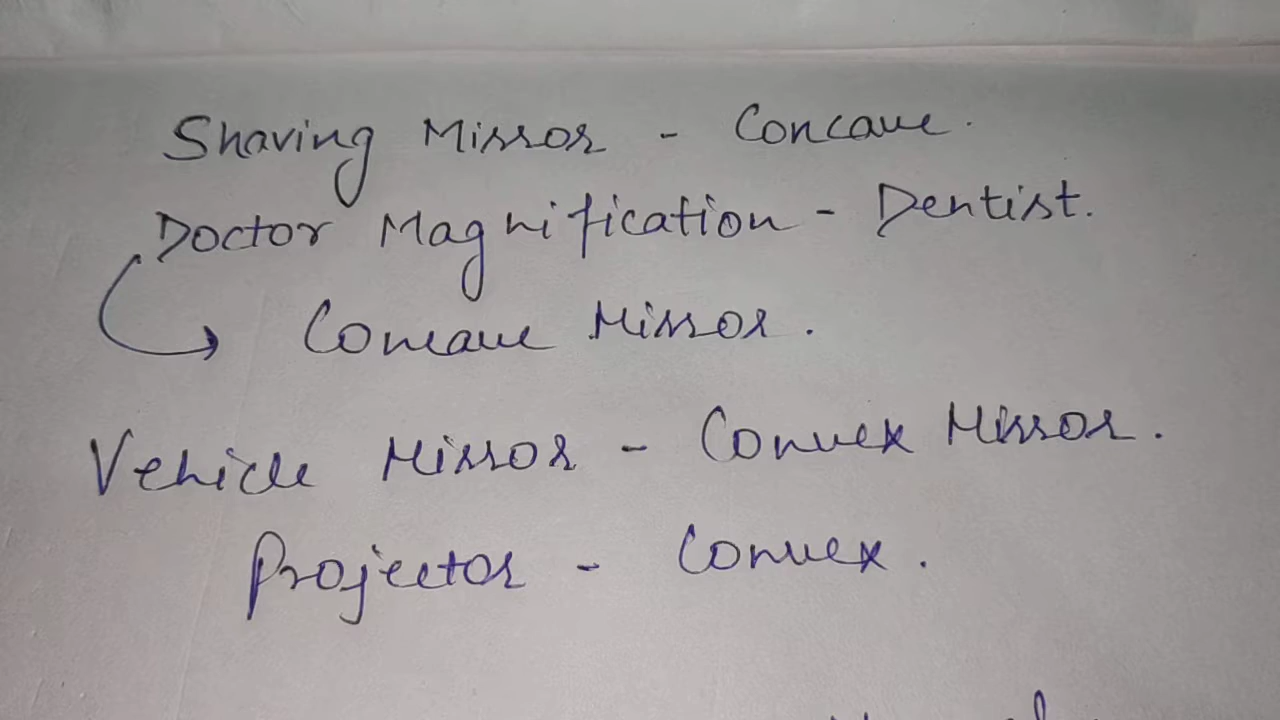 Shaving Mirror - Concave.
Doctor Magnification - Dentist.
Concave Mirror.
Vehicle Mirror - Convex Mirror.
Projector - Convex.